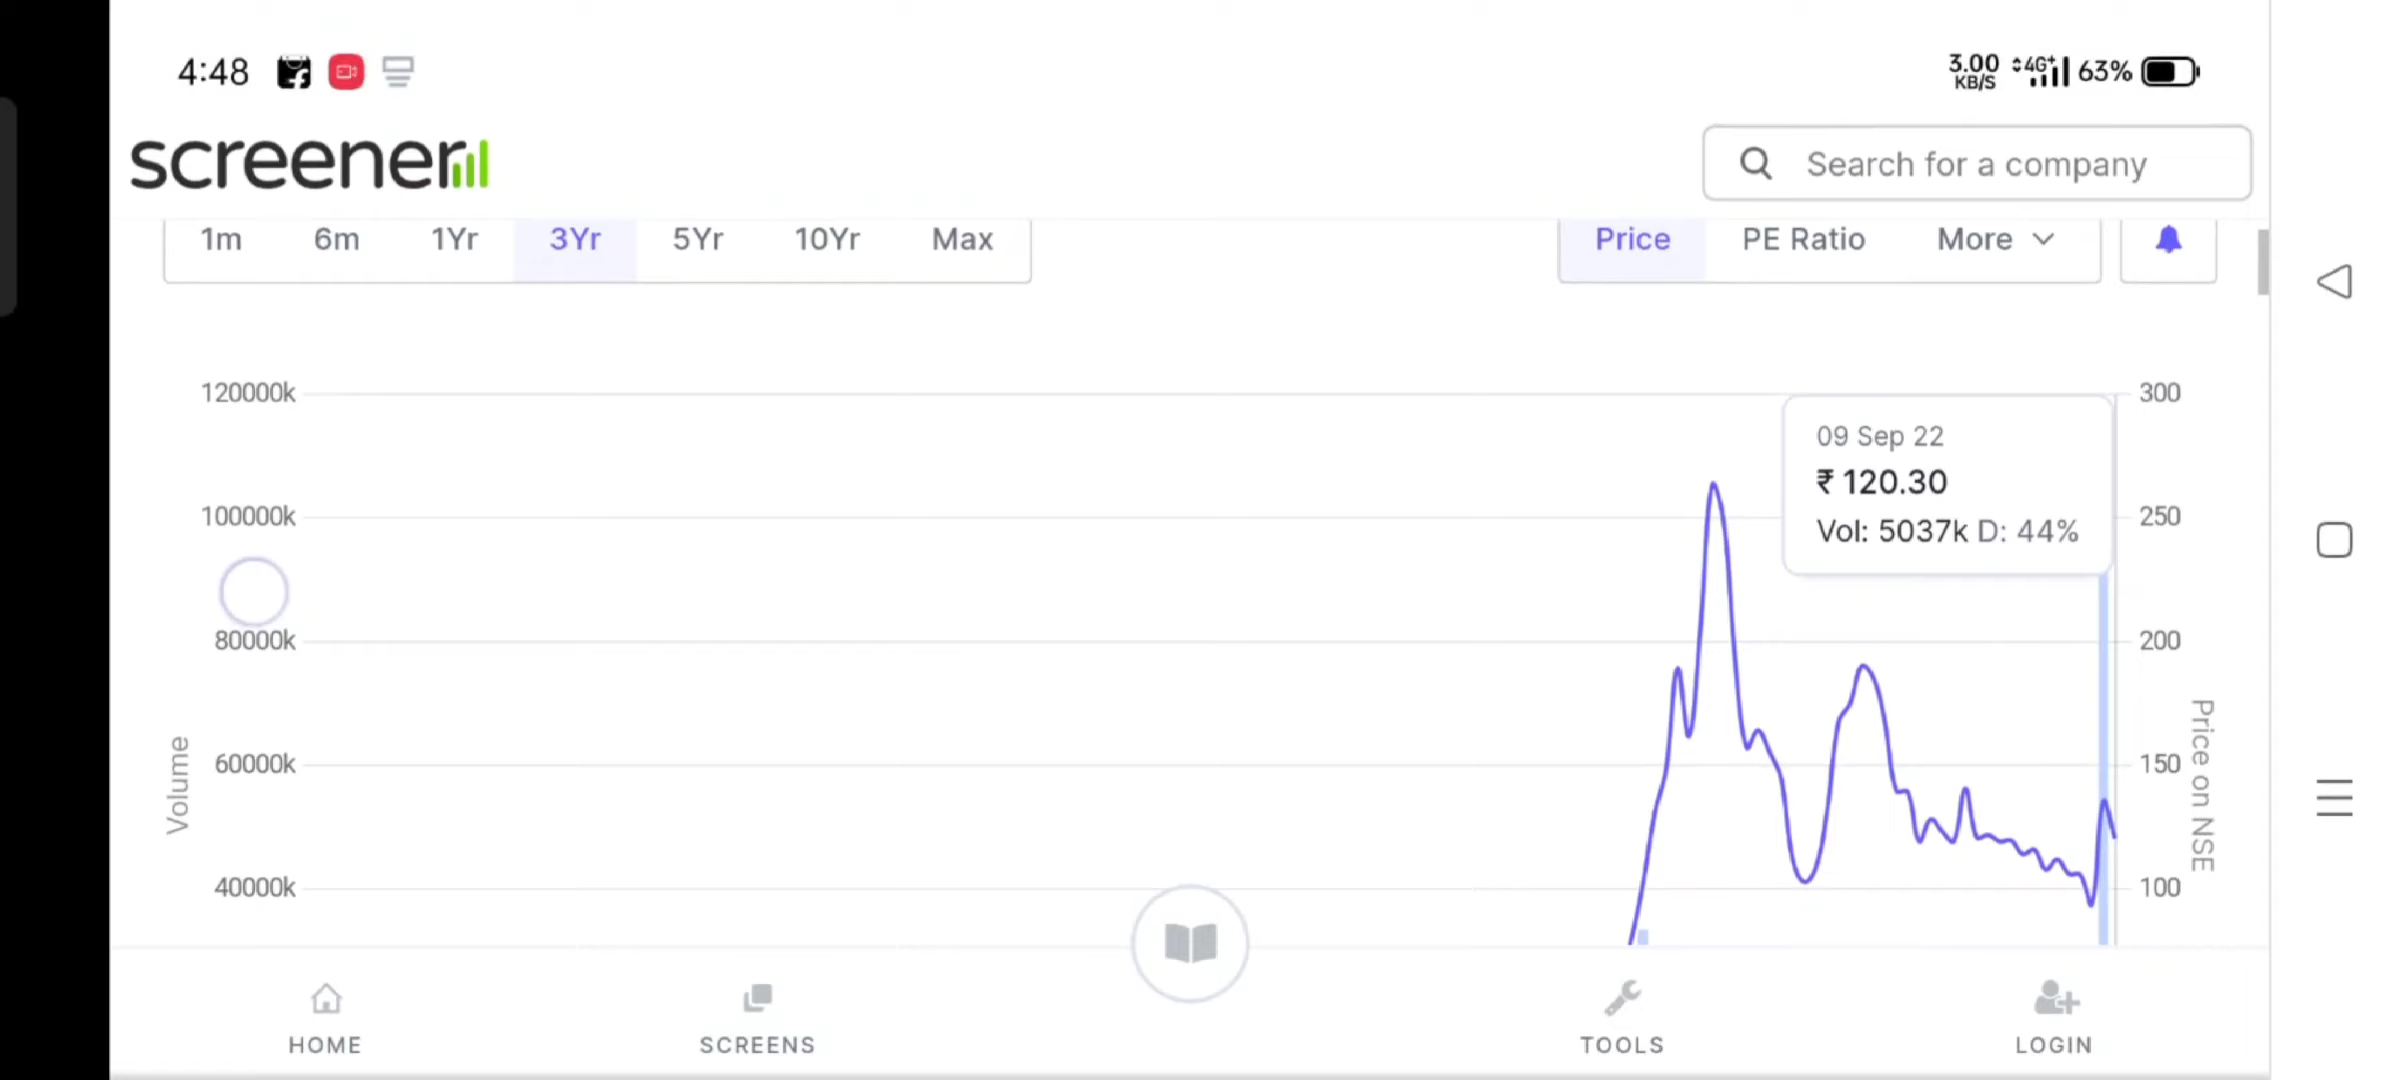 4:48
3.00 KB/S 4G+ 63%
screener
Search for a company
1m 6m 1Yr 3Yr 5Yr 10Yr Max
Price PE Ratio More
120000k
100000k
80000k
60000k
40000k
Volume
09 Sep 22
₹ 120.30
Vol: 5037k D: 44%
300
250
200
150
100
Price on NSE
HOME
SCREENS
TOOLS
LOGIN